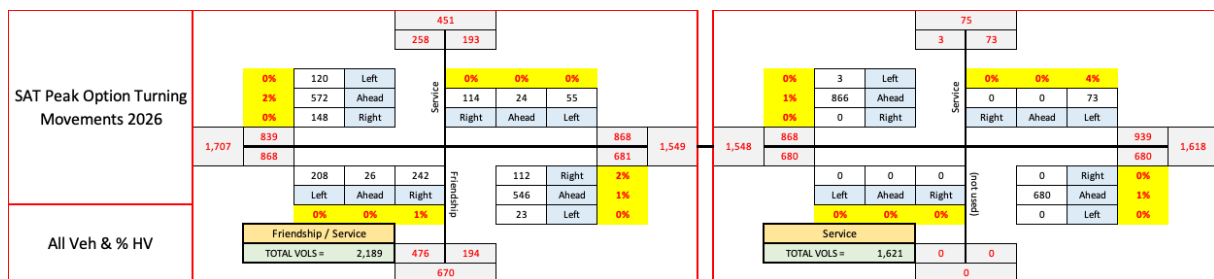 SAT Peak Option Turning
Movements 2026
All Veh & % HV
451
258 193
0% 120 Left
2% 572 Ahead
0% 148 Right
Service
0% 0% 0%
114 24 55
Right Ahead Left
1,707 839
868
868 1,549
681
208 26 242
Left Ahead Right
0% 0% 1%
Friendship
112 Right 2%
546 Ahead 1%
23 Left 0%
Friendship / Service
TOTAL VOLS = 2,189
476 194
670
75
3 73
0% 3 Left
1% 866 Ahead
0% 0 Right
Service
0% 0% 4%
0 0 73
Right Ahead Left
1,548 868
680
939 1,618
680
0 0 0
Left Ahead Right
0% 0% 0%
(not used)
0 Right 0%
680 Ahead 1%
0 Left 0%
Service
TOTAL VOLS = 1,621
0 0
0